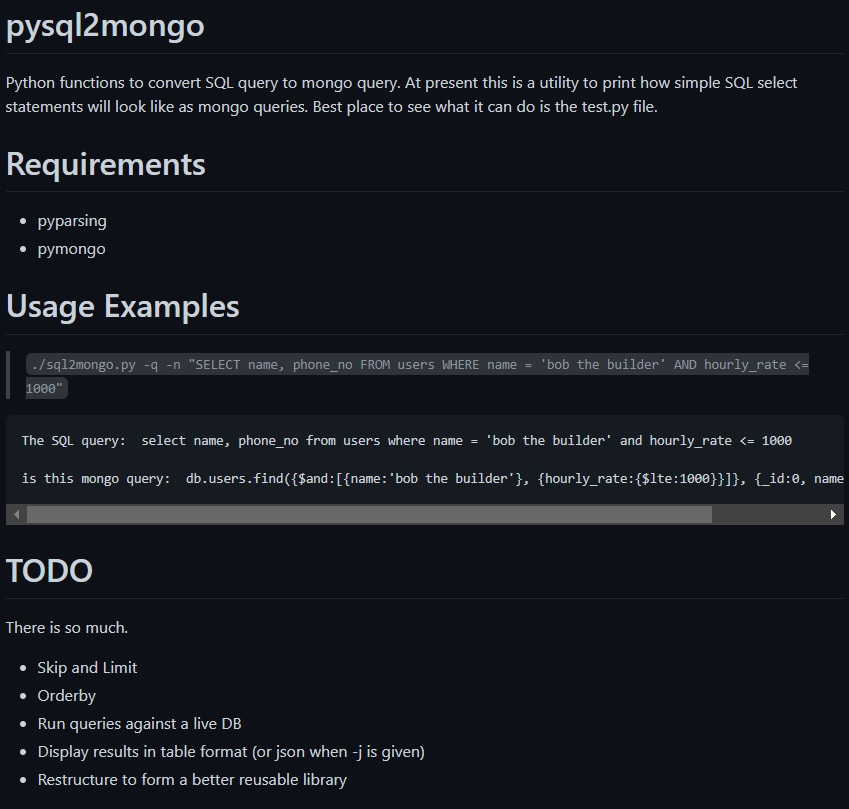 pysql2mongo
Python functions to convert SQL query to mongo query. At present this is a utility to print how simple SQL select
statements will look like as mongo queries. Best place to see what it can do is the test.py file.
Requirements
pyparsing
pymongo
Usage Examples
./sql2mongo.py -q -n "SELECT name, phone_no FROM users WHERE name = 'bob the builder' AND hourly_rate <=
1000"
The SQL query:  select name, phone_no from users where name = 'bob the builder' and hourly_rate <= 1000
is this mongo query:  db.users.find({$and:[{name:'bob the builder'}, {hourly_rate:{$lte:1000}}]}, {_id:0, name
TODO
There is so much.
Skip and Limit
Orderby
Run queries against a live DB
Display results in table format (or json when -j is given)
Restructure to form a better reusable library